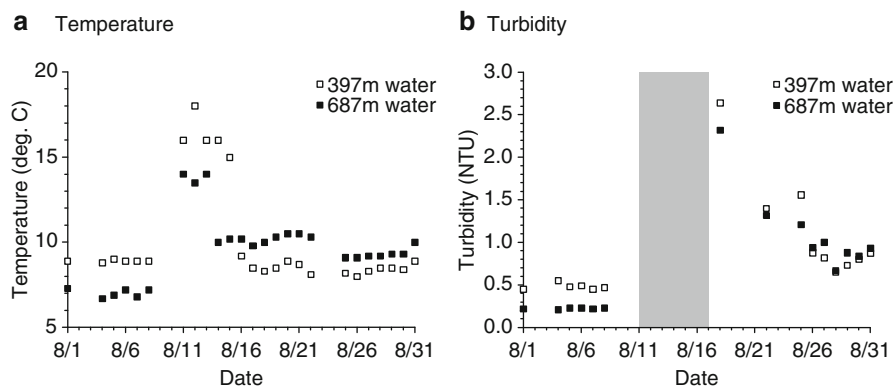 a Temperature
20
15
10
5
Temperature (deg. C)
397m water
687m water
8/1 8/6 8/11 8/16 8/21 8/26 8/31
Date
b Turbidity
3.0
2.5
2.0
1.5
1.0
0.5
0.0
Turbidity (NTU)
397m water
687m water
8/1 8/6 8/11 8/16 8/21 8/26 8/31
Date